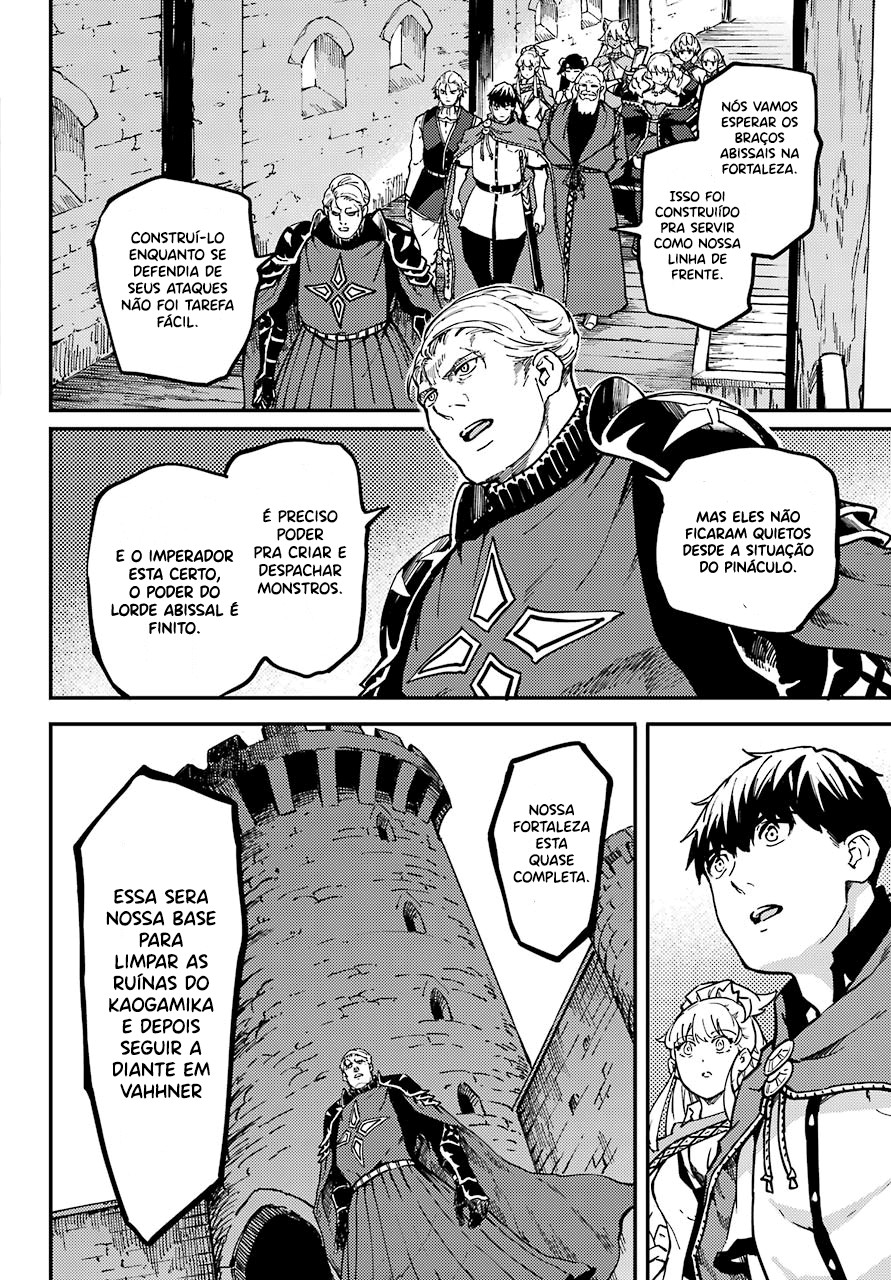 NÓS VAMOS
ESPERAR OS
BRAÇOS
ABISSAIS NA
FORTALEZA.
ISSO FOI
CONSTRUIÍDO
PRA SERVIR
COMO NOSSA
LINHA DE
FRENTE.
CONSTRUÍ-LO
ENQUANTO SE
DEFENDIA DE
SEUS ATAQUES
NÃO FOI TAREFA
FÁCIL.
MAS ELES NÃO
FICARAM QUIETOS
DESDE A SITUAÇÃO
DO PINÁCULO.
É PRECISO
PODER
PRA CRIAR E
DESPACHAR
MONSTROS.
E O IMPERADOR
ESTA CERTO,
O PODER DO
LORDE ABISSAL É
FINITO.
NOSSA
FORTALEZA
ESTA
QUASE
COMPLETA.
ESSA SERA
NOSSA BASE
PARA
LIMPAR AS
RUÍNAS DO
KAOGAMIKA
E DEPOIS
SEGUIR A
DIANTE EM
VAHHNER